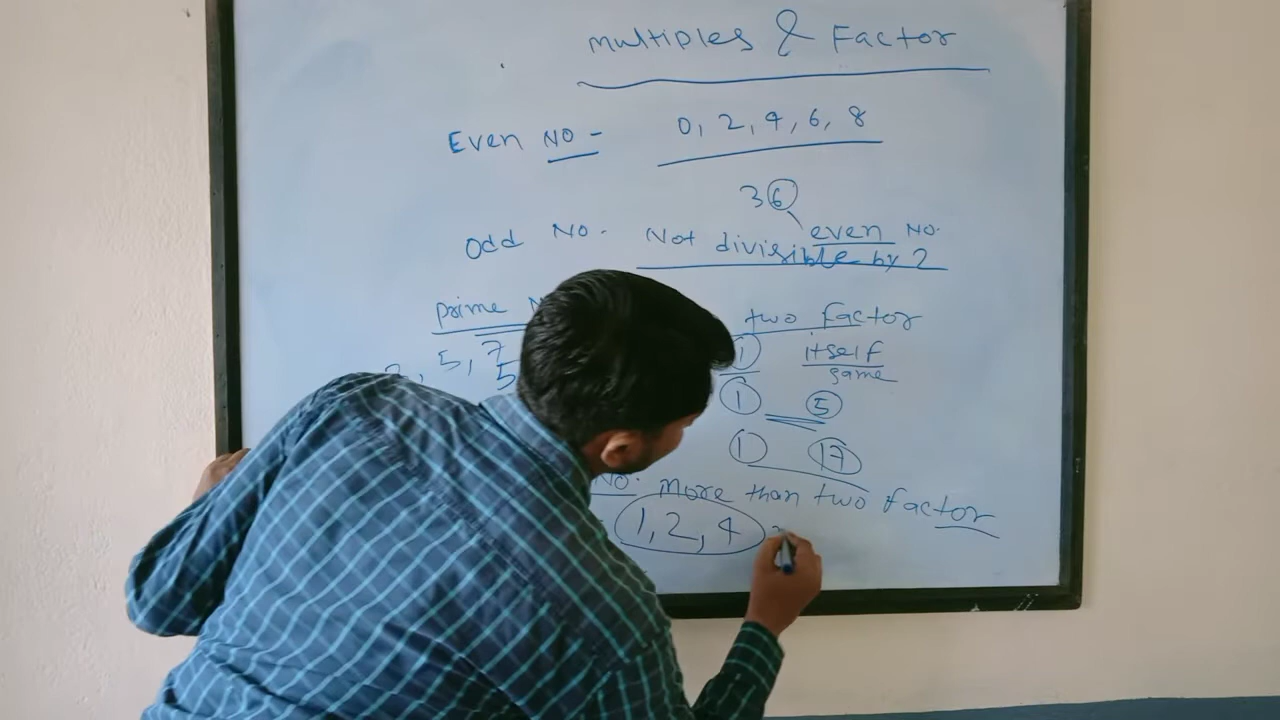 Multiples & Factor
Even No - 0, 2, 4, 6, 8
36
even No.
Odd No. Not divisible by 2
prime two factor
5, 7 1 itself
same
5 1 5
1 17
No. more than two factor
1, 2, 4